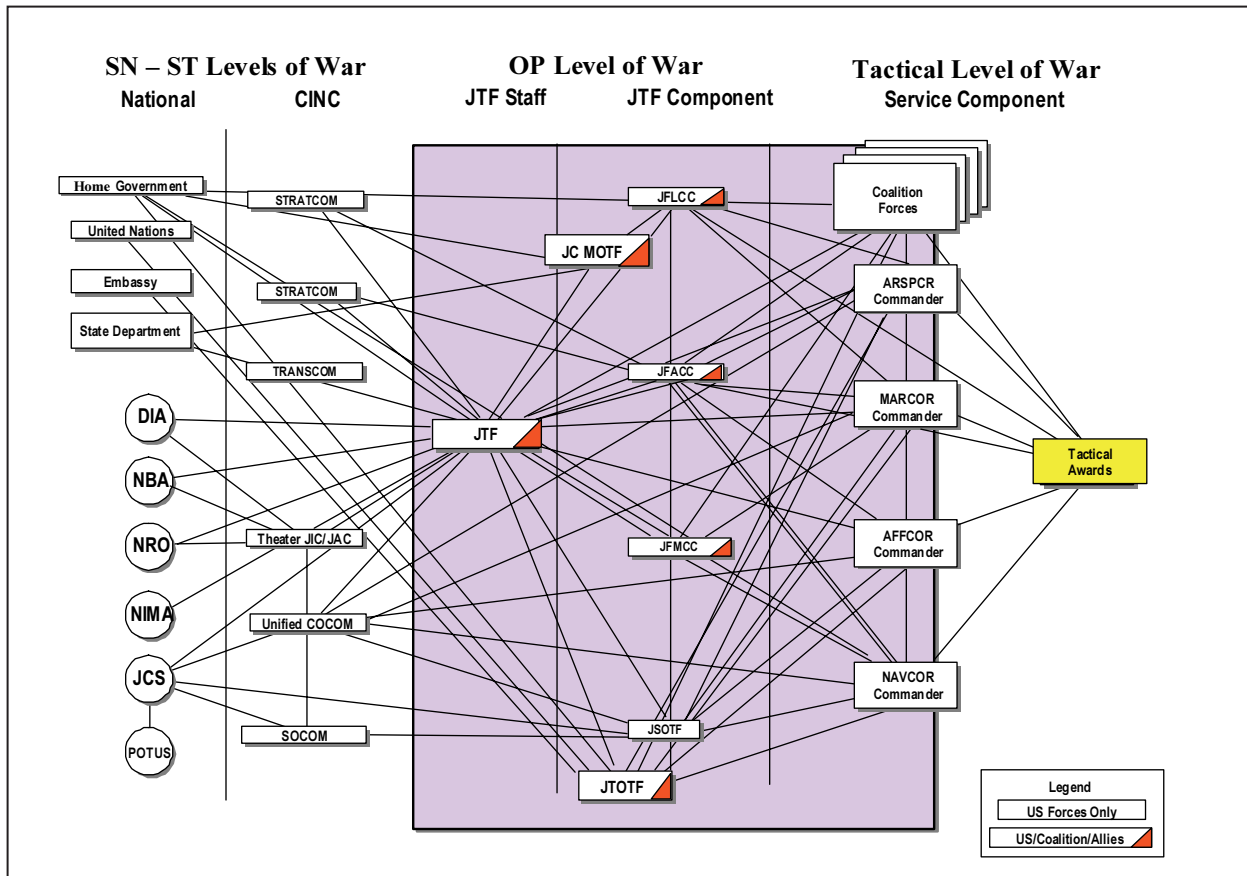 SN – ST Levels of War
OP Level of War
Tactical Level of War
National
CINC
JTF Staff
JTF Component
Service Component
Home Government
United Nations
Embassy
State Department
DIA
NBA
NRO
NIMA
JCS
POTUS
STRATCOM
STRATCOM
TRANSCOM
Theater JIC/JAC
Unified COCOM
SOCOM
JTF
JC MOTF
JFLCC
JFACC
JFMCC
JSOTF
JTOTF
Coalition
Forces
ARSPCR
Commander
MARCOR
Commander
AFFCOR
Commander
NAVCOR
Commander
Tactical
Awards
Legend
US Forces Only
US/Coalition/Allies